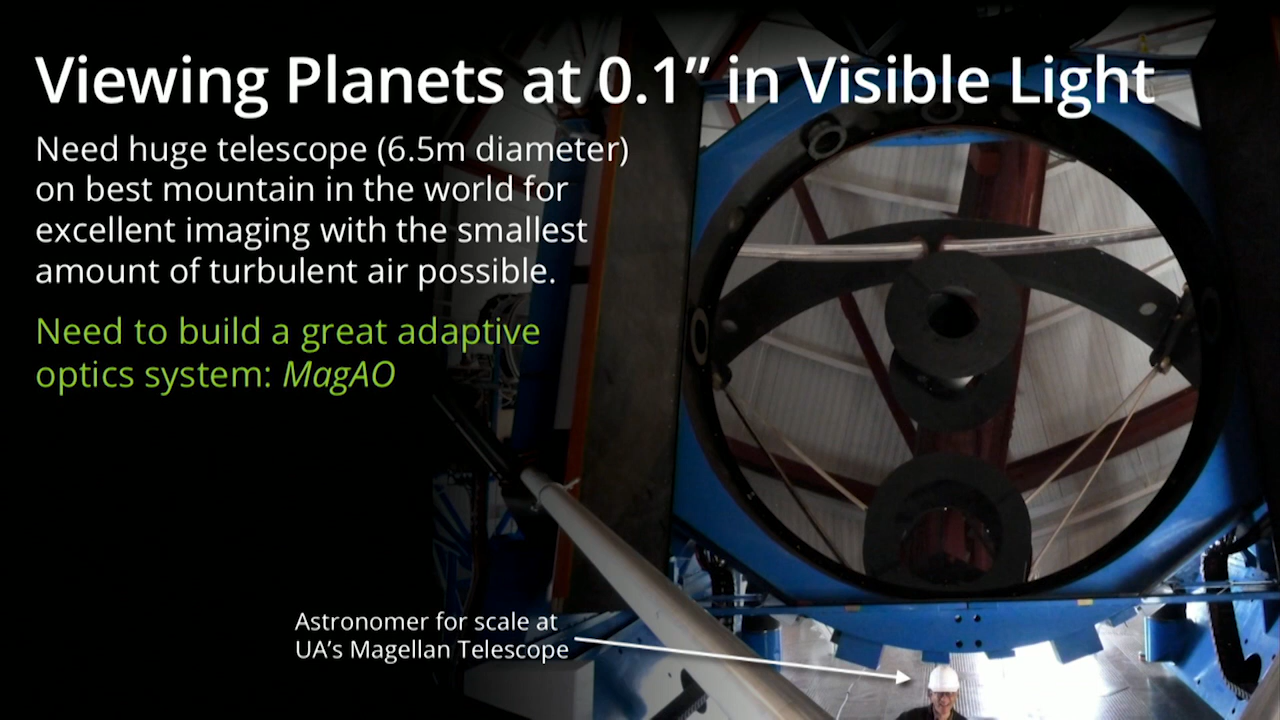 Viewing Planets at 0.1” in Visible Light
Need huge telescope (6.5m diameter)
on best mountain in the world for
excellent imaging with the smallest
amount of turbulent air possible.
Need to build a great adaptive
optics system: MagAO
Astronomer for scale at
UA’s Magellan Telescope